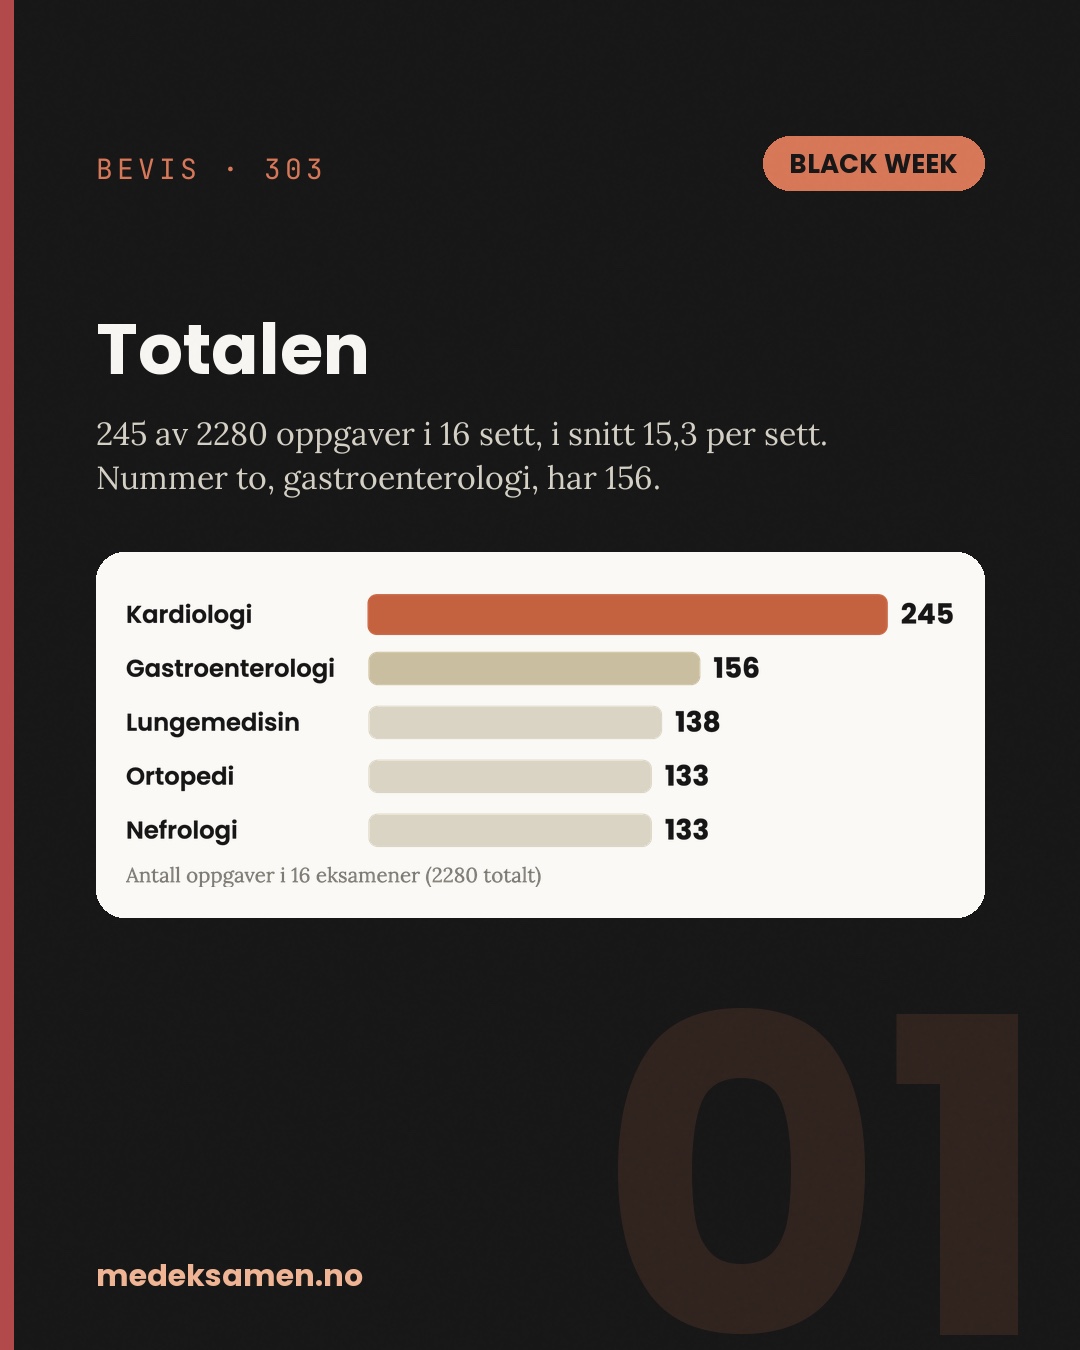 BEVIS · 303
BLACK WEEK
Totalen
245 av 2280 oppgaver i 16 sett, i snitt 15,3 per sett.
Nummer to, gastroenterologi, har 156.
Kardiologi 245
Gastroenterologi 156
Lungemedisin 138
Ortopedi 133
Nefrologi 133
Antall oppgaver i 16 eksamener (2280 totalt)
01
medeksamen.no